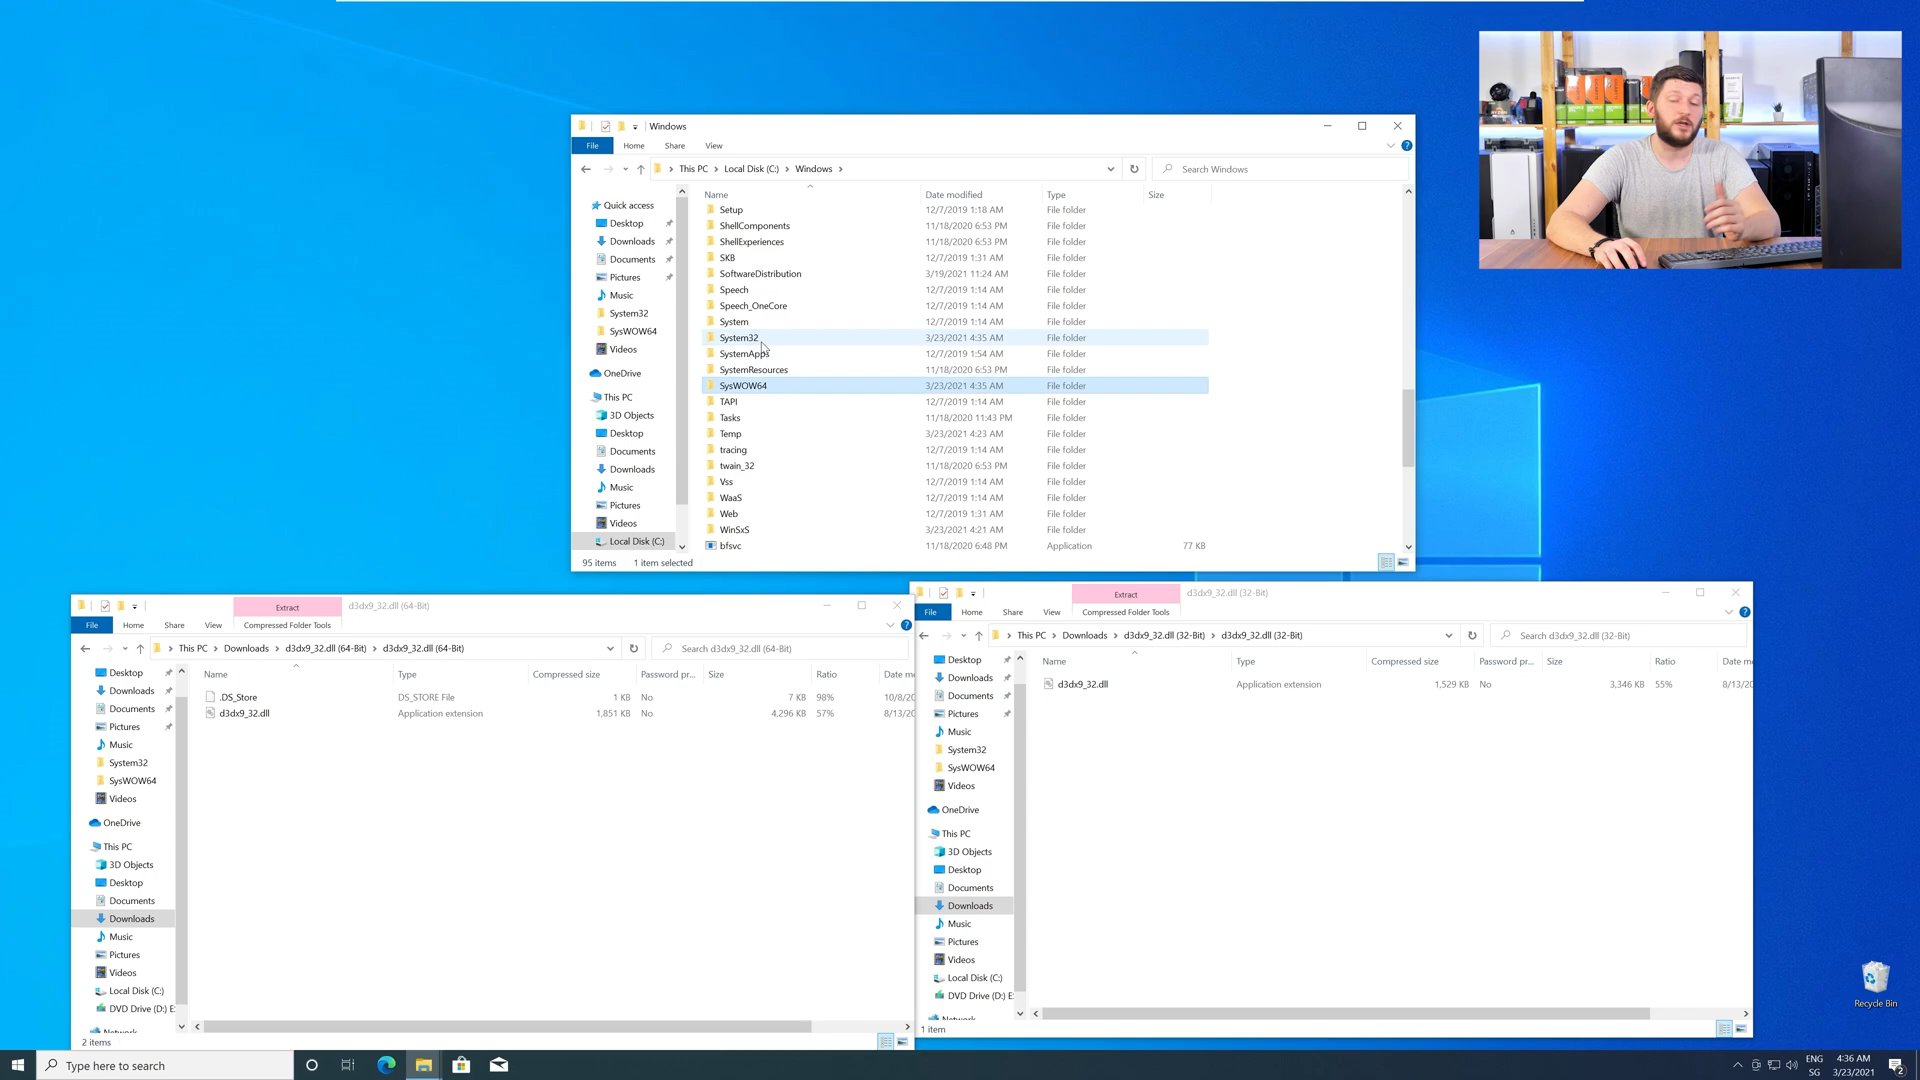 Windows
File Home Share View
This PC Local Disk (C:) Windows
Search Windows
Name Date modified Type Size
Quick access
Desktop
Downloads
Documents
Pictures
Music
System32
SysWOW64
Videos
OneDrive
This PC
3D Objects
Desktop
Documents
Downloads
Music
Pictures
Videos
Local Disk (C:)
Setup 12/7/2019 1:18 AM File folder
ShellComponents 11/18/2020 6:53 PM File folder
ShellExperiences 11/18/2020 6:53 PM File folder
SKB 12/7/2019 1:31 AM File folder
SoftwareDistribution 3/19/2021 11:24 AM File folder
Speech 12/7/2019 1:14 AM File folder
Speech_OneCore 12/7/2019 1:14 AM File folder
System 12/7/2019 1:14 AM File folder
System32 3/23/2021 4:35 AM File folder
SystemApps 12/7/2019 1:54 AM File folder
SystemResources 11/18/2020 6:53 PM File folder
SysWOW64 3/23/2021 4:35 AM File folder
TAPI 12/7/2019 1:14 AM File folder
Tasks 11/18/2020 11:43 PM File folder
Temp 3/23/2021 4:23 AM File folder
tracing 12/7/2019 1:14 AM File folder
twain_32 11/18/2020 6:53 PM File folder
Vss 12/7/2019 1:14 AM File folder
WaaS 12/7/2019 1:14 AM File folder
Web 12/7/2019 1:31 AM File folder
WinSxS 3/23/2021 4:21 AM File folder
bfsvc 11/18/2020 6:48 PM Application 77 KB
95 items 1 item selected
Extract d3dx9_32.dll (64-Bit)
File Home Share View Compressed Folder Tools
This PC Downloads d3dx9_32.dll (64-Bit) d3dx9_32.dll (64-Bit)
Search d3dx9_32.dll (64-Bit)
Name Type Compressed size Password pr... Size Ratio Date m
.DS_Store DS_STORE File 1 KB No 7 KB 98% 10/8/20
d3dx9_32.dll Application extension 1,851 KB No 4,296 KB 57% 8/13/20
Desktop
Downloads
Documents
Pictures
Music
System32
SysWOW64
Videos
OneDrive
This PC
3D Objects
Desktop
Documents
Downloads
Music
Pictures
Videos
Local Disk (C:)
DVD Drive (D:) E
Network
2 items
Extract d3dx9_32.dll (32-Bit)
File Home Share View Compressed Folder Tools
This PC Downloads d3dx9_32.dll (32-Bit) d3dx9_32.dll (32-Bit)
Search d3dx9_32.dll (32-Bit)
Name Type Compressed size Password pr... Size Ratio Date m
d3dx9_32.dll Application extension 1,529 KB No 3,346 KB 55% 8/13/20
Desktop
Downloads
Documents
Pictures
Music
System32
SysWOW64
Videos
OneDrive
This PC
3D Objects
Desktop
Documents
Downloads
Music
Pictures
Videos
Local Disk (C:)
DVD Drive (D:) E
Network
1 item
Recycle Bin
Type here to search
ENG
SG
4:36 AM
3/23/2021
2